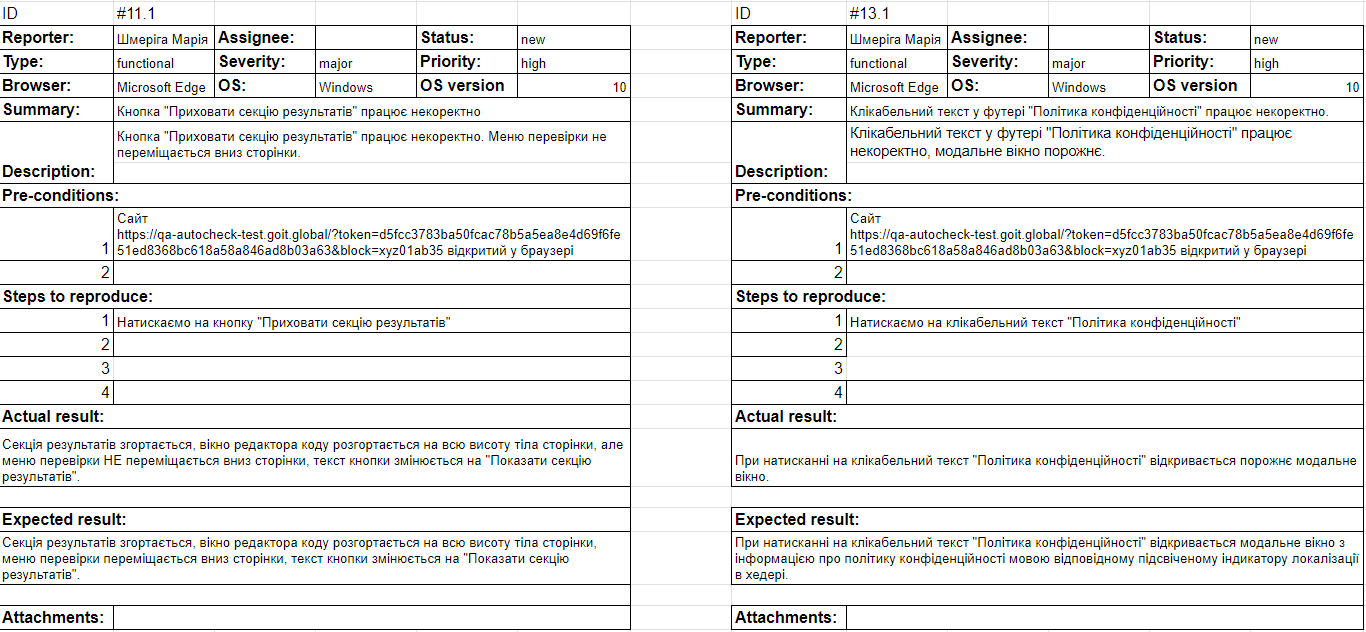 ID #11.1
Reporter: Шмеріга Марія Assignee: Status: new
Type: functional Severity: major Priority: high
Browser: Microsoft Edge OS: Windows OS version 10
Summary: Кнопка "Приховати секцію результатів" працює некоректно
Кнопка "Приховати секцію результатів" працює некоректно. Меню перевірки не
переміщається вниз сторінки.
Description:
Pre-conditions:
Сайт
https://qa-autocheck-test.goit.global/?token=d5fcc3783ba50fcac78b5a5ea8e4d69f6fe
1 51ed8368bc618a58a846ad8b03a63&block=xyz01ab35 відкритий у браузері
2
Steps to reproduce:
1 Натискаємо на кнопку "Приховати секцію результатів"
2
3
4
Actual result:
Секція результатів згортається, вікно редактора коду розгортається на всю висоту тіла сторінки, але
меню перевірки НЕ переміщається вниз сторінки, текст кнопки змінюється на "Показати секцію
результатів".
Expected result:
Секція результатів згортається, вікно редактора коду розгортається на всю висоту тіла сторінки,
меню перевірки переміщається вниз сторінки, текст кнопки змінюється на "Показати секцію
результатів".
Attachments:
ID #13.1
Reporter: Шмеріга Марія Assignee: Status: new
Type: functional Severity: major Priority: high
Browser: Microsoft Edge OS: Windows OS version 10
Summary: Клікабельний текст у футері "Політика конфіденційності" працює некоректно.
Клікабельний текст у футері "Політика конфіденційності" працює
некоректно, модальне вікно порожнє.
Description:
Pre-conditions:
Сайт
https://qa-autocheck-test.goit.global/?token=d5fcc3783ba50fcac78b5a5ea8e4d69f6fe
1 51ed8368bc618a58a846ad8b03a63&block=xyz01ab35 відкритий у браузері
2
Steps to reproduce:
1 Натискаємо на клікабельний текст "Політика конфіденційності"
2
3
4
Actual result:
При натисканні на клікабельний текст "Політика конфіденційності" відкривається порожнє модальне
вікно.
Expected result:
При натисканні на клікабельний текст "Політика конфіденційності" відкривається модальне вікно з
інформацією про політику конфіденційності мовою відповідному підсвіченому індикатору локалізації
в хедері.
Attachments: